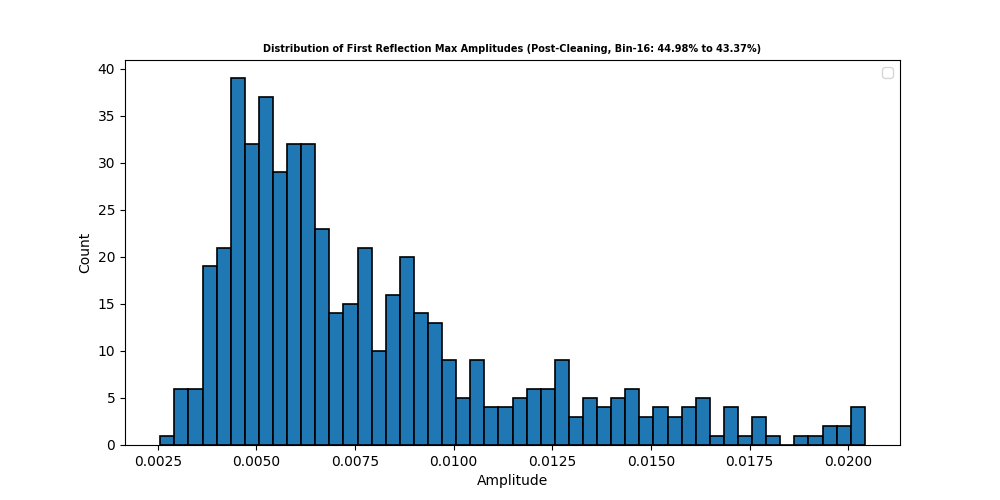 Distribution of First Reflection Max Amplitudes (Post-Cleaning, Bin-16: 44.98% to 43.37%)
40
35
30
25
20
15
10
5
0
Count
0.0025 0.0050 0.0075 0.0100 0.0125 0.0150 0.0175 0.0200
Amplitude